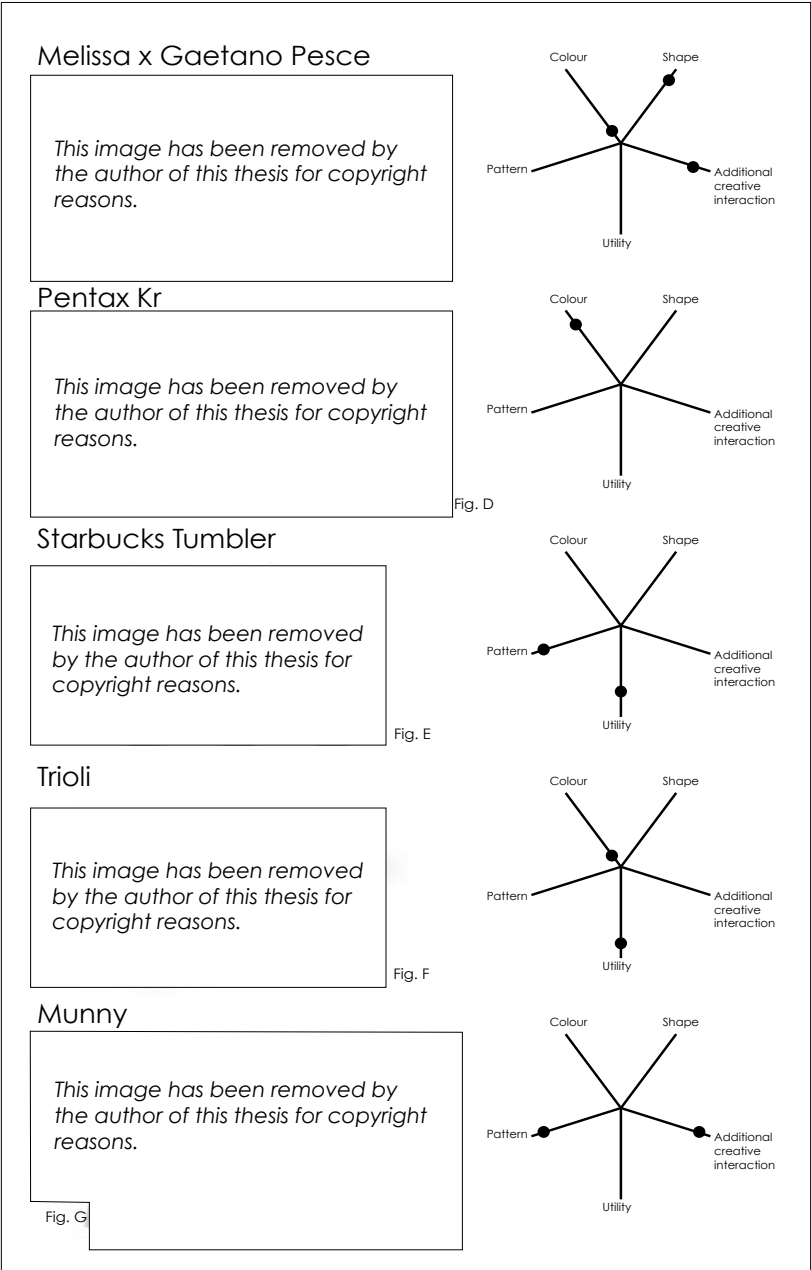 Melissa x Gaetano Pesce
This image has been removed by
the author of this thesis for copyright
reasons.
Colour
Shape
Pattern
Additional
creative
interaction
Utility
Pentax Kr
This image has been removed by
the author of this thesis for copyright
reasons.
Fig. D
Colour
Shape
Pattern
Additional
creative
interaction
Utility
Starbucks Tumbler
This image has been removed
by the author of this thesis for
copyright reasons.
Fig. E
Colour
Shape
Pattern
Additional
creative
interaction
Utility
Trioli
This image has been removed
by the author of this thesis for
copyright reasons.
Fig. F
Colour
Shape
Pattern
Additional
creative
interaction
Utility
Munny
This image has been removed by
the author of this thesis for copyright
reasons.
Fig. G
Colour
Shape
Pattern
Additional
creative
interaction
Utility